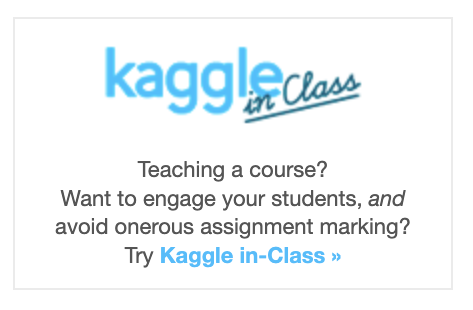 kaggle
in Class
Teaching a course?
Want to engage your students, and
avoid onerous assignment marking?
Try Kaggle in-Class »